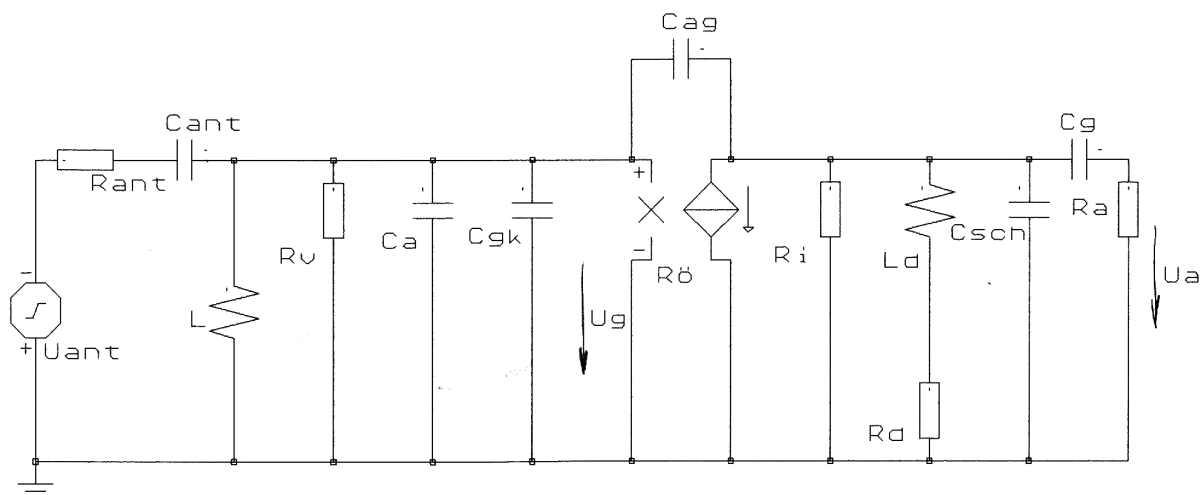 Cag
Cant
Cg
Rant
+
Ra
Rv
Ca
Cgk
-
Rö
Ri
Ld
Csch
Ua
-
L
Ug
+ Uant
Rd